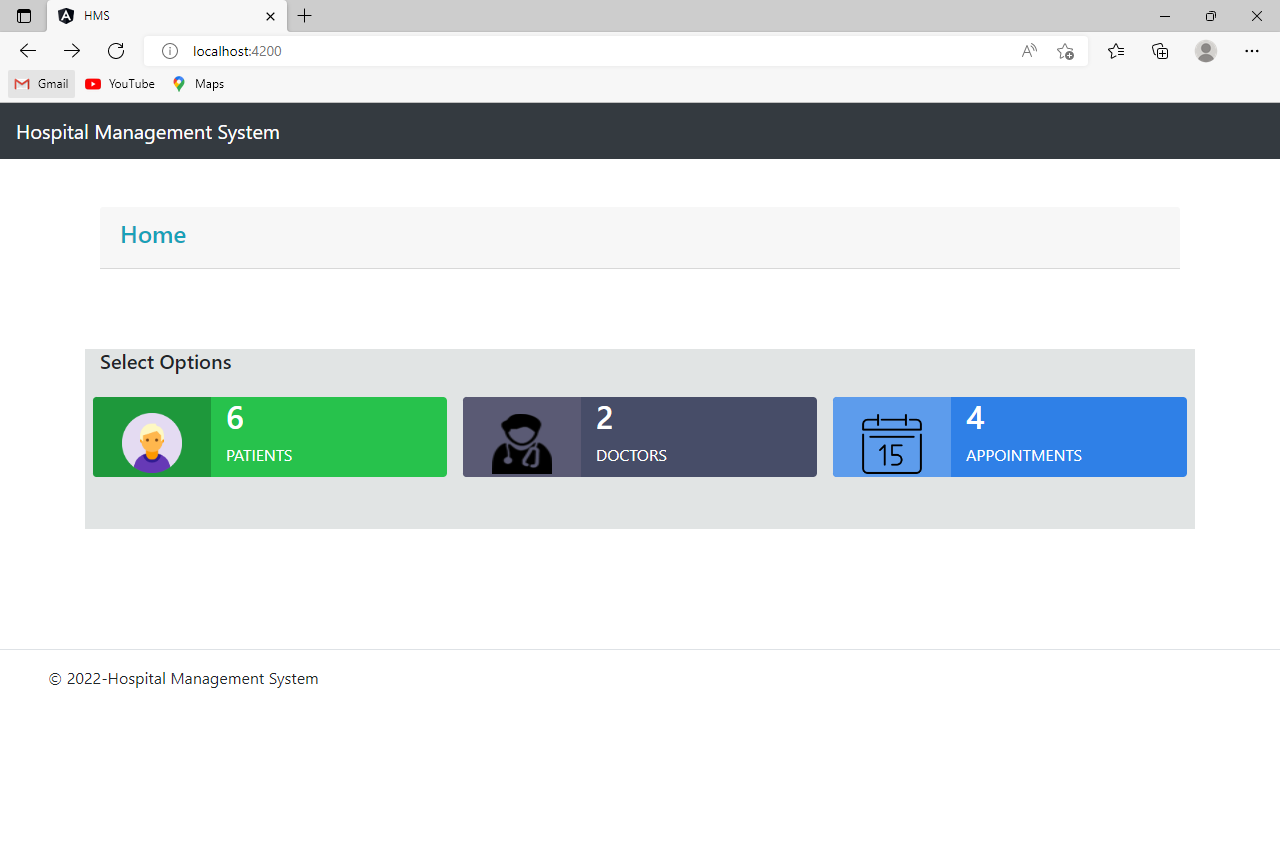 HMS
localhost:4200
Gmail YouTube Maps
Hospital Management System
Home
Select Options
6
PATIENTS
2
DOCTORS
15
4
APPOINTMENTS
© 2022-Hospital Management System